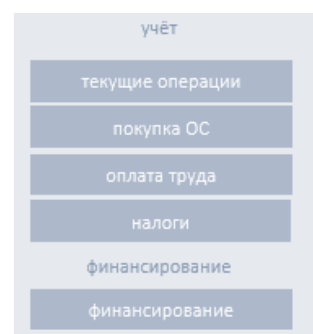 учёт
текущие операции
покупка ОС
оплата труда
налоги
финансирование
финансирование